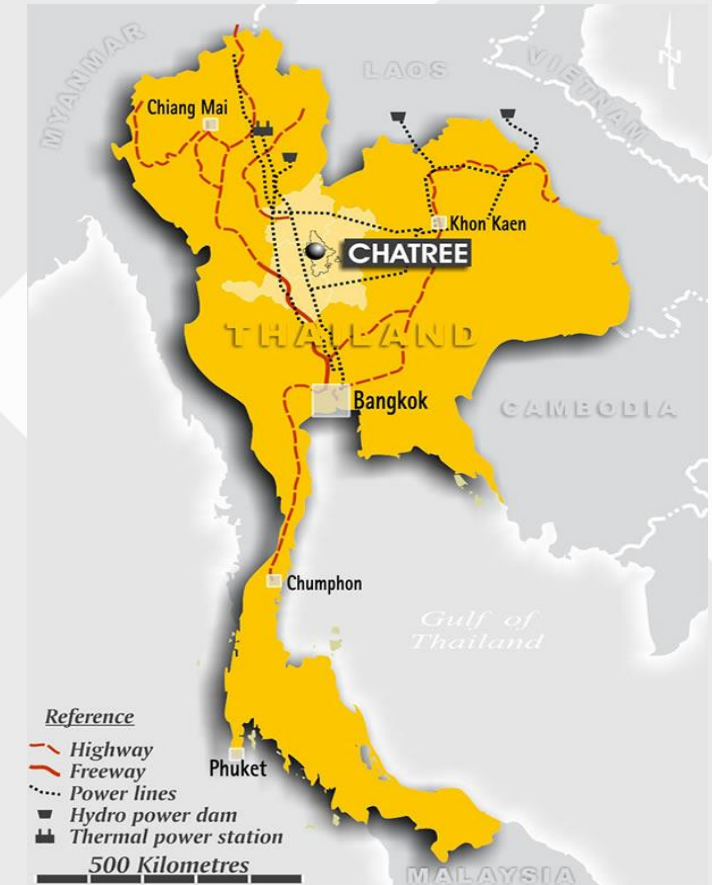 MYANMAR
LAOS
VIETNAM
N
Chiang Mai
Khon Kaen
CHATREE
THAILAND
Bangkok
CAMBODIA
Chumphon
Gulf of
Thailand
Reference
Highway
Freeway
Power lines
Hydro power dam
Thermal power station
500 Kilometres
Phuket
MALAYSIA